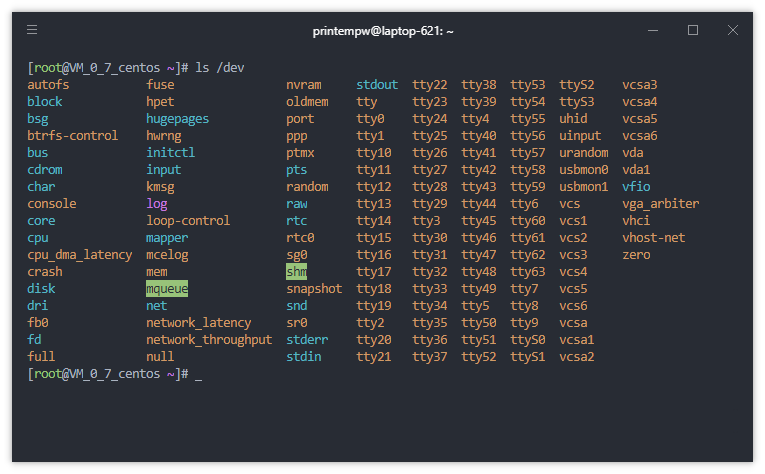 printempw@laptop-621: ~
[root@VM_0_7_centos ~]# ls /dev
autofs fuse nvram stdout tty22 tty38 tty53 ttyS2 vcsa3
block hpet oldmem tty tty23 tty39 tty54 ttyS3 vcsa4
bsg hugepages port tty0 tty24 tty4 tty55 uhid vcsa5
btrfs-control hwrng ppp tty1 tty25 tty40 tty56 uinput vcsa6
bus initctl ptmx tty10 tty26 tty41 tty57 urandom vda
cdrom input pts tty11 tty27 tty42 tty58 usbmon0 vda1
char kmsg random tty12 tty28 tty43 tty59 usbmon1 vfio
console log raw tty13 tty29 tty44 tty6 vcs vga_arbiter
core loop-control rtc tty14 tty3 tty45 tty60 vcs1 vhci
cpu mapper rtc0 tty15 tty30 tty46 tty61 vcs2 vhost-net
cpu_dma_latency mcelog sg0 tty16 tty31 tty47 tty62 vcs3 zero
crash mem shm tty17 tty32 tty48 tty63 vcs4
disk mqueue snapshot tty18 tty33 tty49 tty7 vcs5
dri net snd tty19 tty34 tty5 tty8 vcs6
fb0 network_latency sr0 tty2 tty35 tty50 tty9 vcsa
fd network_throughput stderr tty20 tty36 tty51 ttyS0 vcsa1
full null stdin tty21 tty37 tty52 ttyS1 vcsa2
[root@VM_0_7_centos ~]# _